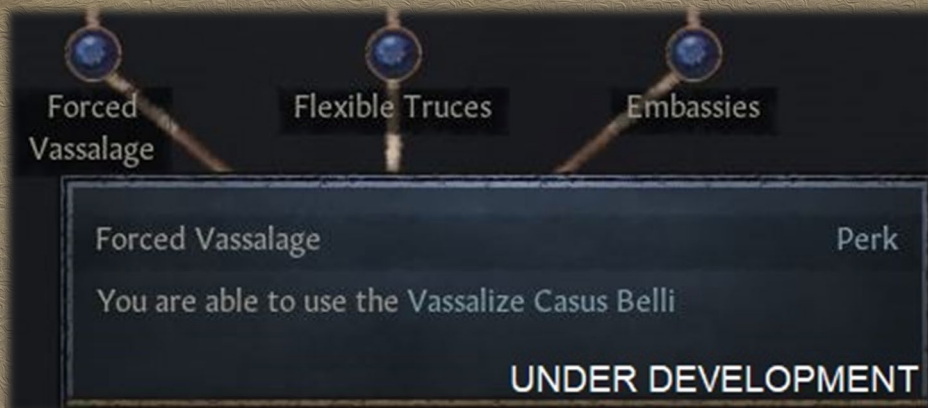 Forced
Vassalage
Flexible Truces
Embassies
Forced Vassalage
Perk
You are able to use the Vassalize Casus Belli
UNDER DEVELOPMENT